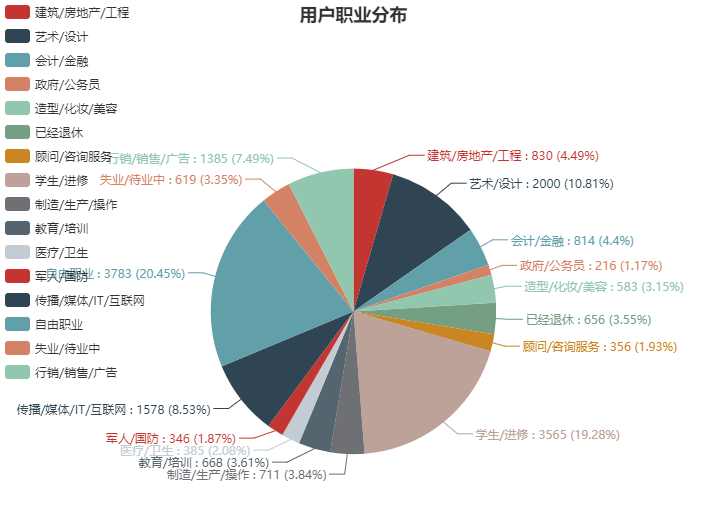 用户职业分布
建筑/房地产/工程
艺术/设计
会计/金融
政府/公务员
造型/化妆/美容
已经退休
顾问/咨询服务
学生/进修
制造/生产/操作
教育/培训
医疗/卫生
军人/国防
传播/媒体/IT/互联网
自由职业
失业/待业中
行销/销售/广告
建筑/房地产/工程 : 830 (4.49%)
艺术/设计 : 2000 (10.81%)
会计/金融 : 814 (4.4%)
政府/公务员 : 216 (1.17%)
造型/化妆/美容 : 583 (3.15%)
已经退休 : 656 (3.55%)
顾问/咨询服务 : 356 (1.93%)
学生/进修 : 3565 (19.28%)
制造/生产/操作 : 711 (3.84%)
教育/培训 : 668 (3.61%)
医疗/卫生 : 385 (2.08%)
军人/国防 : 346 (1.87%)
传播/媒体/IT/互联网 : 1578 (8.53%)
自由职业 : 3783 (20.45%)
失业/待业中 : 619 (3.35%)
行销/销售/广告 : 1385 (7.49%)